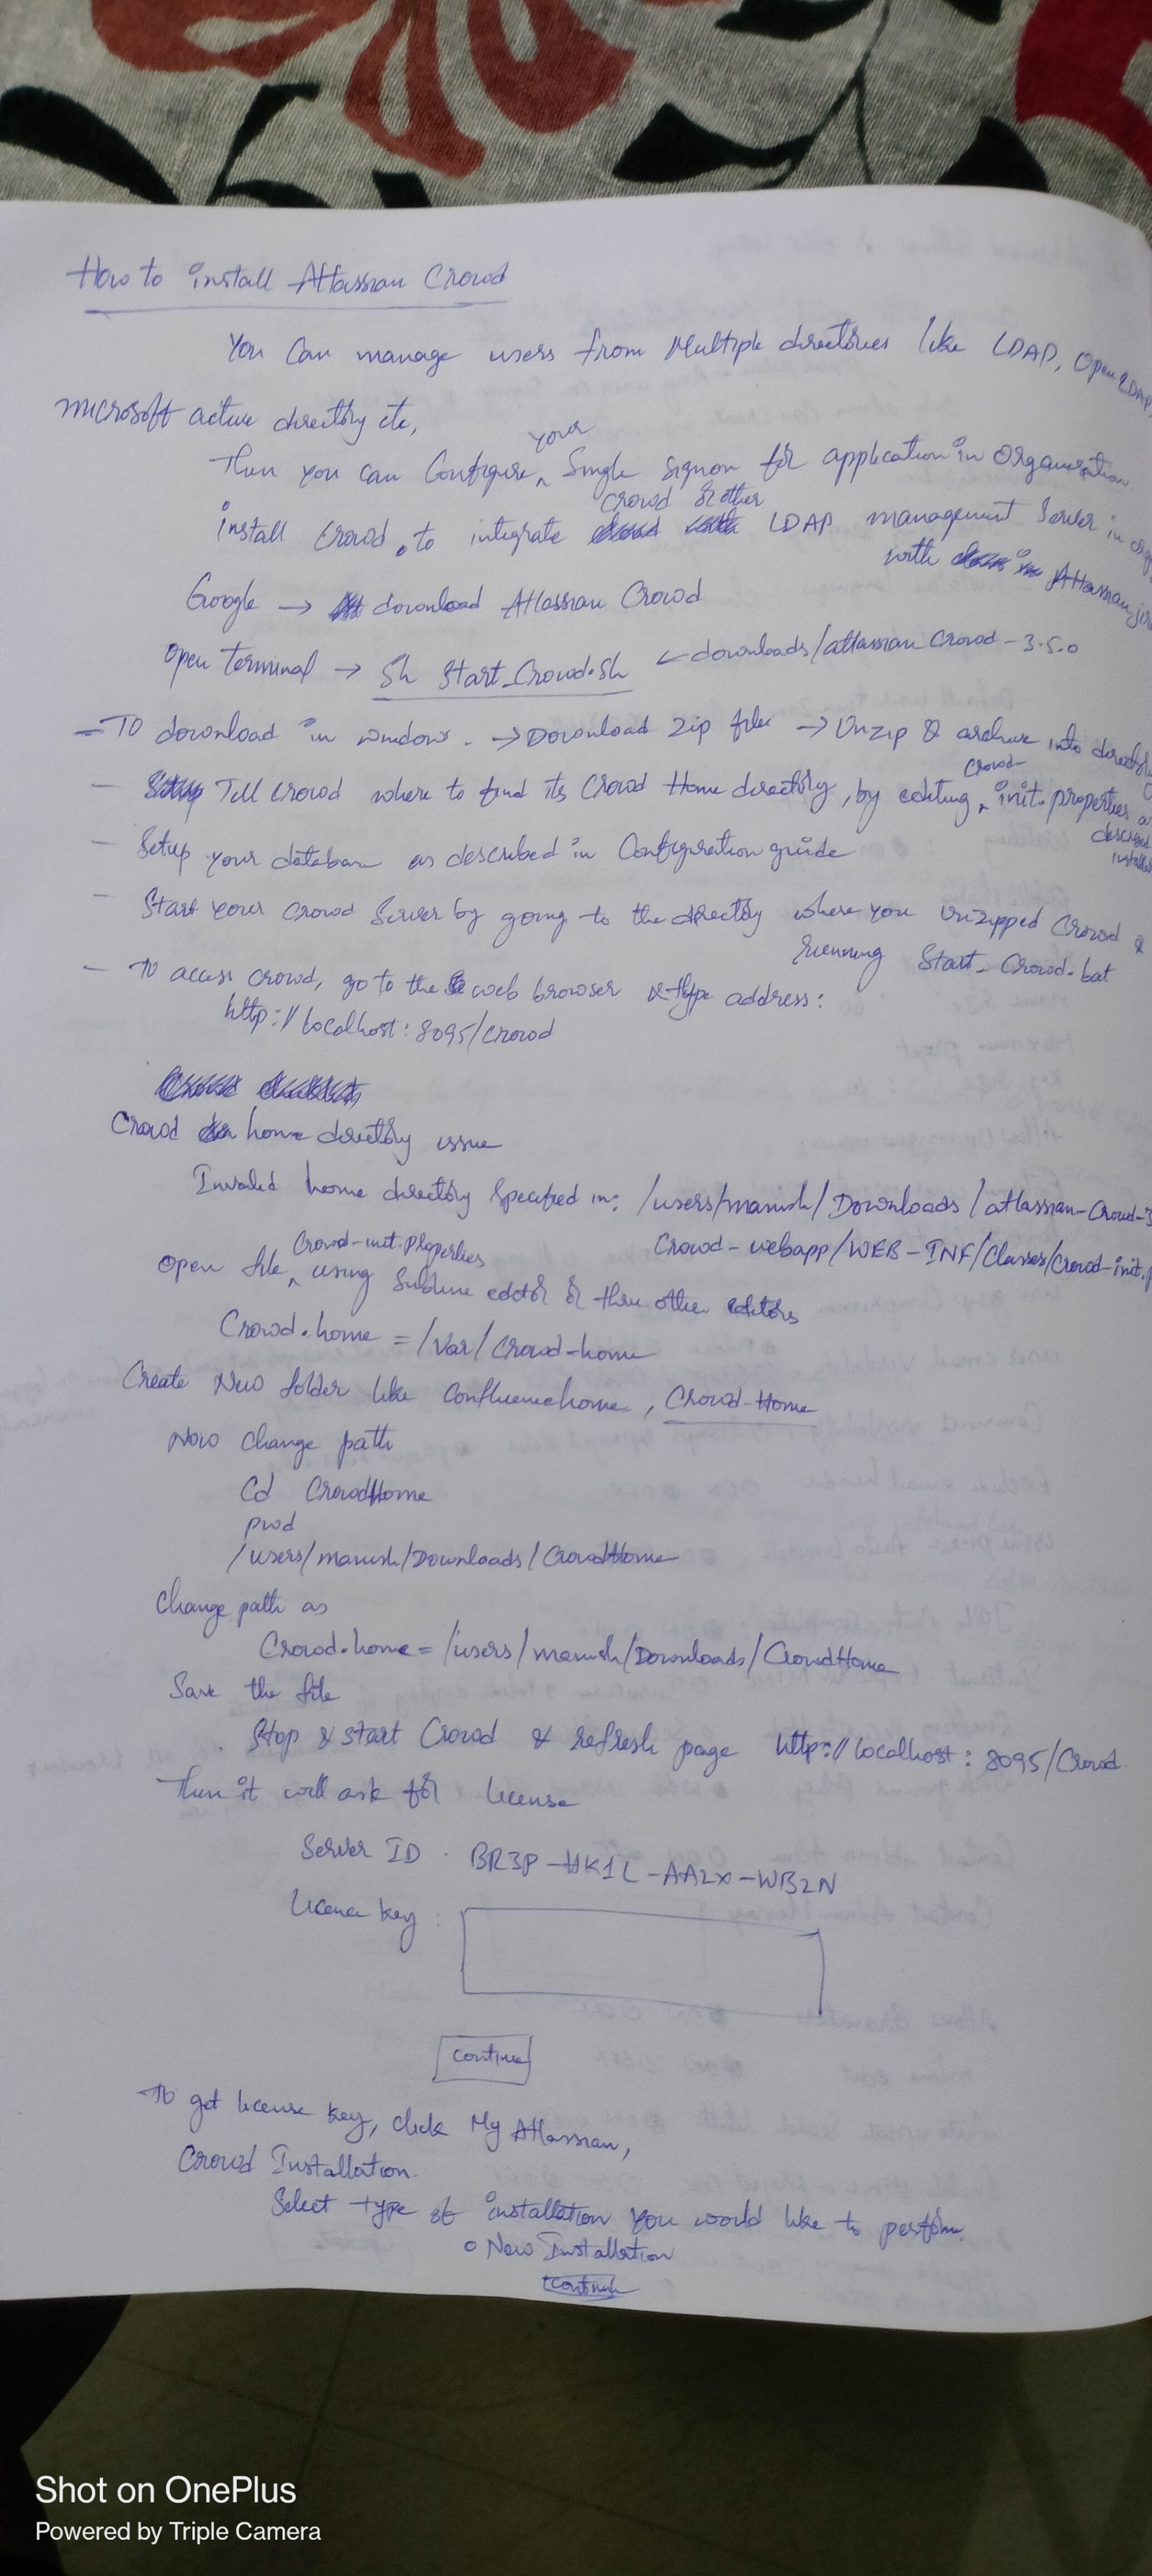 How to install Atlassian Crowd
You Can manage users from Multiple directories like LDAP, Open LDAP,
microsoft active directory etc,
Then you can Configure your Single signon for application in Organisation
install Crowd to integrate crowd & other LDAP management Server in
with Atlassian
Google → download Atlassian Crowd
Open terminal → Sh Start_Crowd.sh ← downloads/atlassian Crowd-3.5.0
= To download in windows. → Download Zip file → Unzip & archive into
- Tell crowd where to find its Crowd Home directory, by editing crowd-init.properties
- Setup your database as described in Configuration guide
- Start your crowd Server by going to the directory where you unzipped Crowd &
running Start_Crowd.bat
- To access crowd, go to the web browser & type address:
http://localhost:8095/crowd
Crowd home directory issue
Invalid home directory Specified in: /users/manish/Downloads/atlassian-Crowd-3
Crowd-webapp/WEB-INF/Classes/Crowd-init.p
Open file Crowd-init.properties using Sublime editor or other editors
Crowd.home = /var/crowd-home
Create New folder like Confluencehome, Crowd-Home
Now change path
Cd CrowdHome
pwd
/users/manish/Downloads/CrowdHome
Change path as
Crowd.home = /users/manish/Downloads/CrowdHome
Save the file
Stop & start Crowd & refresh page http://localhost:8095/Crowd
Then it will ask for license
Server ID BR3P-HK1L-AA2X-WB2N
License key:
Continue
To get license key, click My Atlassian,
Crowd Installation.
Select type of installation you would like to perform.
o New Installation
Continue
Shot on OnePlus
Powered by Triple Camera